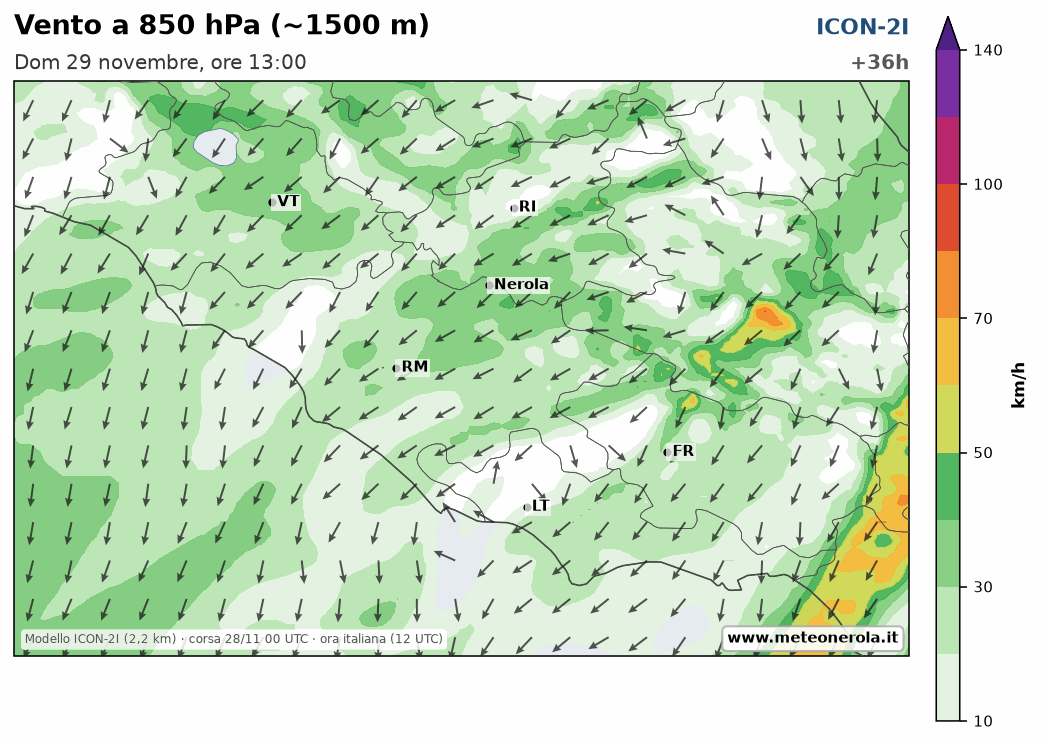 Vento a 850 hPa (~1500 m)
ICON-2I
Dom 29 novembre, ore 13:00
+36h
VT
RI
Nerola
RM
FR
LT
140
100
70
50
30
10
km/h
Modello ICON-2I (2,2 km) · corsa 28/11 00 UTC · ora italiana (12 UTC)
www.meteonerola.it